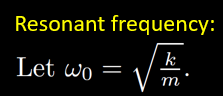 Resonant frequency:
Let ω₀ = √(k/m).